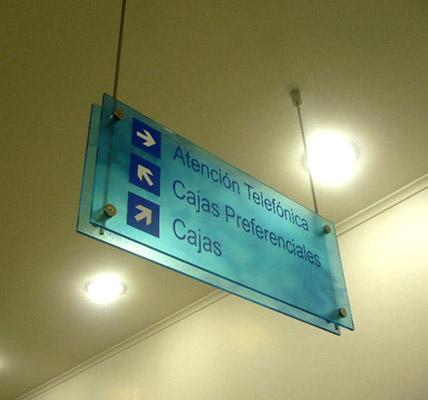 Atención Telefónica
Cajas Preferenciales
Cajas